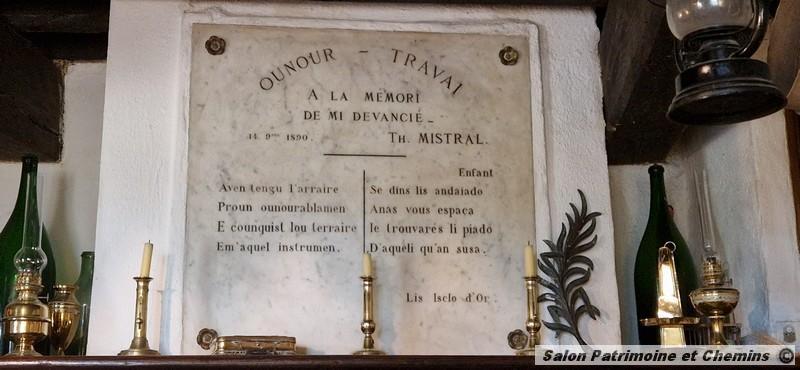 OUNOUR – TRAVAI
A LA MÉMORI
DE MI DEVANCIÉ –
14 9bre 1890. TH. MISTRAL.
Enfant
Aven tengu l'arraire
Proun ounourablamen
E counquist lou terraire
Em'aquel instrumen.
Se dins lis andaiado
Anas vous espaça
Ie trouvarés li piado
D'aqueli qu'an susa.
Lis Isclo d'Or.
Salon Patrimoine et Chemins ©